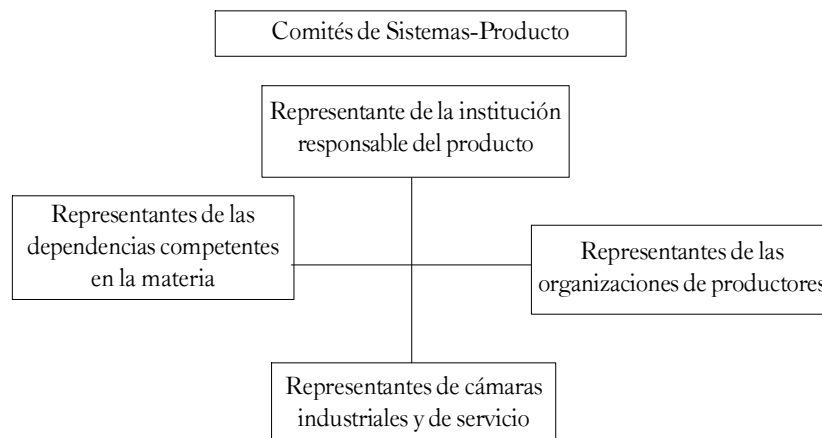 Comités de Sistemas-Producto
Representante de la institución
responsable del producto
Representantes de las
dependencias competentes
en la materia
Representantes de las
organizaciones de productores
Representantes de cámaras
industriales y de servicio